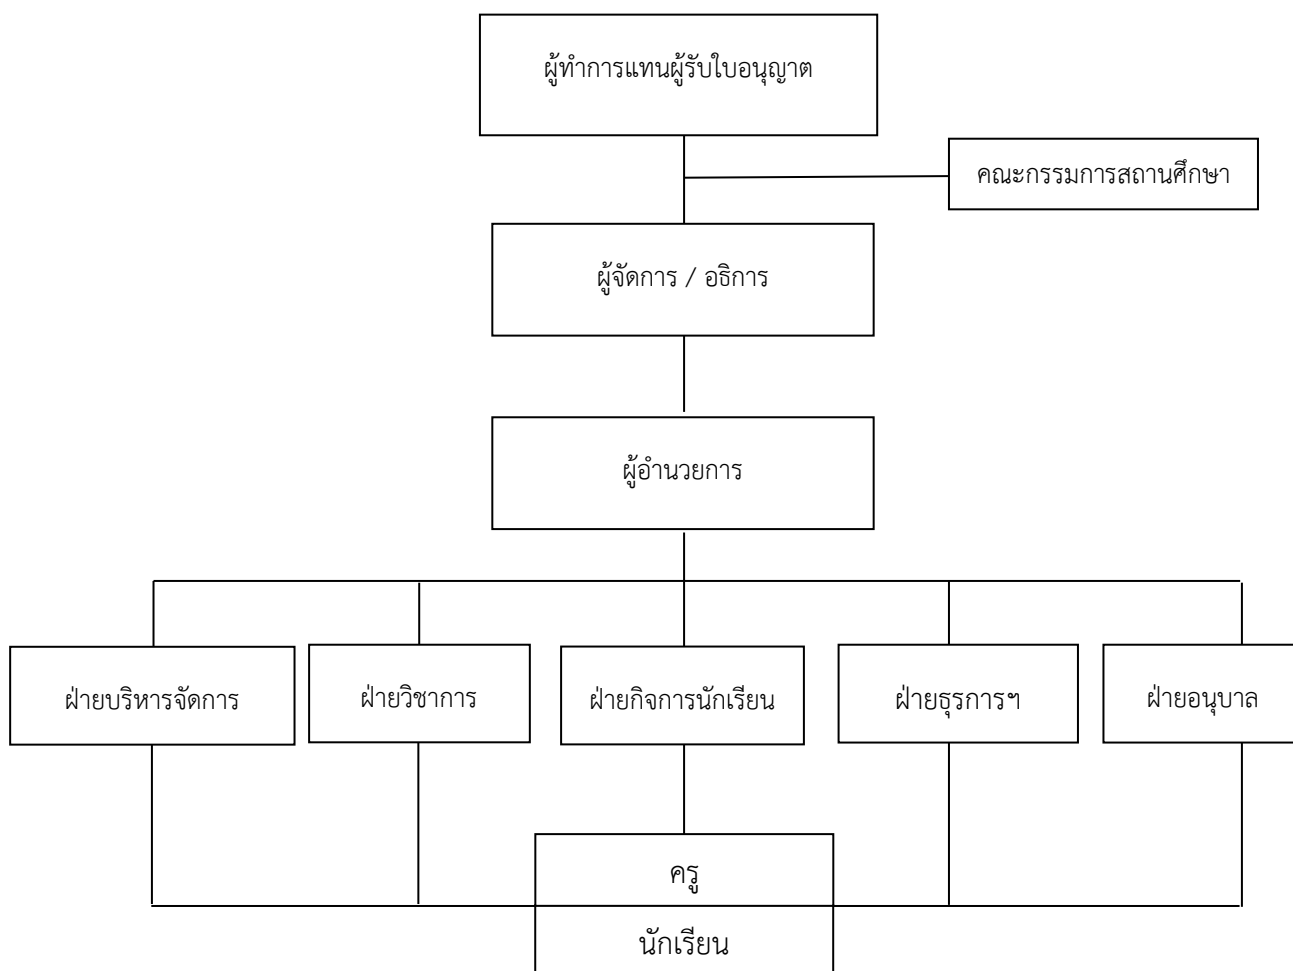 ผู้ทำการแทนผู้รับใบอนุญาต
คณะกรรมการสถานศึกษา
ผู้จัดการ / อธิการ
ผู้อำนวยการ
ฝ่ายบริหารจัดการ
ฝ่ายวิชาการ
ฝ่ายกิจการนักเรียน
ฝ่ายธุรการฯ
ฝ่ายอนุบาล
ครู
นักเรียน